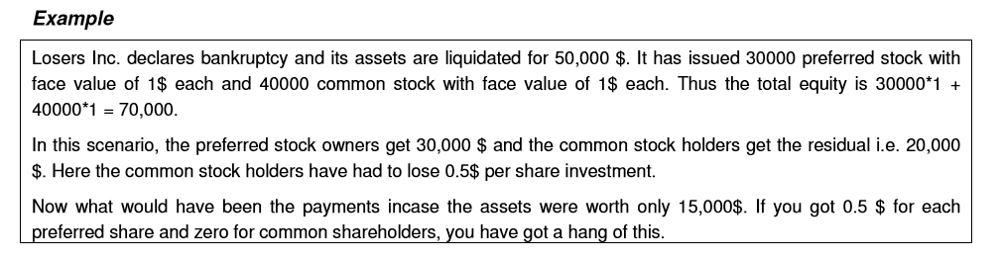 Example
Losers Inc. declares bankruptcy and its assets are liquidated for 50,000 $. It has issued 30000 preferred stock with
face value of 1$ each and 40000 common stock with face value of 1$ each. Thus the total equity is 30000*1 +
40000*1 = 70,000.
In this scenario, the preferred stock owners get 30,000 $ and the common stock holders get the residual i.e. 20,000
$. Here the common stock holders have had to lose 0.5$ per share investment.
Now what would have been the payments incase the assets were worth only 15,000$. If you got 0.5 $ for each
preferred share and zero for common shareholders, you have got a hang of this.